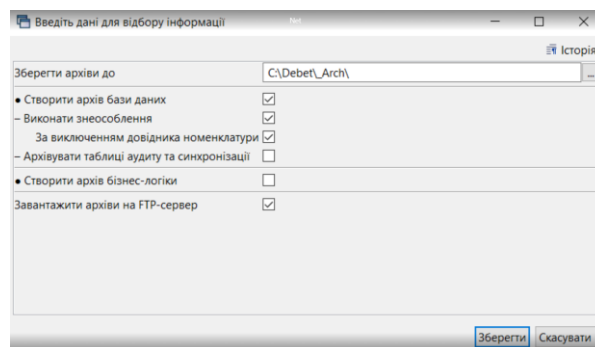 Введіть дані для відбору інформації
Net
Історія
Зберегти архіви до C:\Debet\_Arch\ ...
● Створити архів бази даних
– Виконати знеособлення
За виключенням довідника номенклатури
– Архівувати таблиці аудиту та синхронізації
● Створити архів бізнес-логіки
Завантажити архіви на FTP-сервер
Зберегти Скасувати